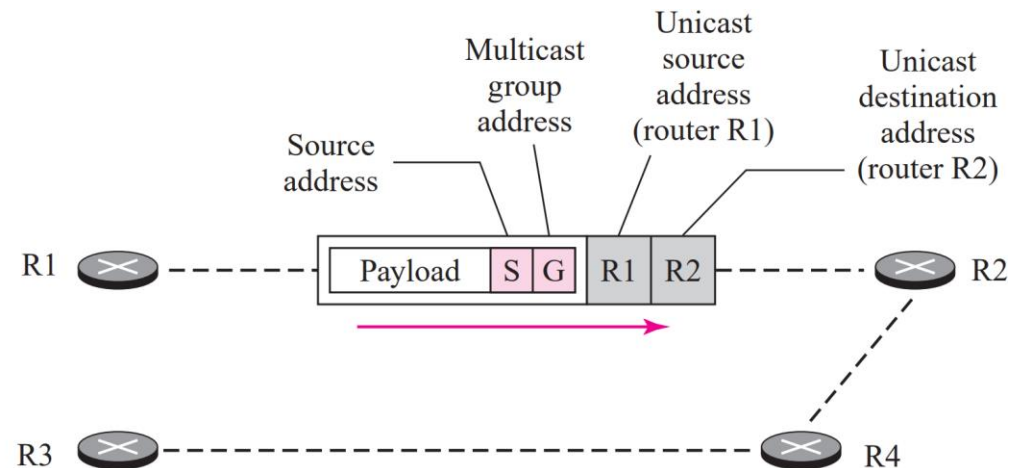 Unicast
source
address
(router R1)
Multicast
group
address
Unicast
destination
address
(router R2)
Source
address
R1
Payload
S
G
R1
R2
R2
R3
R4